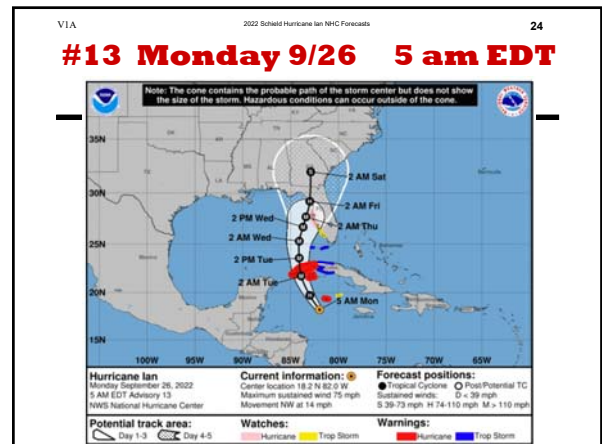 V1A
2022 Schield Hurricane Ian NHC Forecasts
24
#13 Monday 9/26 5 am EDT
Note: The cone contains the probable path of the storm center but does not show
the size of the storm. Hazardous conditions can occur outside of the cone.
35N
2 AM Sat
30N
2 AM Fri
2 PM Wed
2 AM Thu
2 AM Wed
25N
2 PM Tue
2 AM Tue
20N
5 AM Mon
15N
100W 95W 90W 85W 80W 75W 70W 65W
Mexico
Bermuda
Hurricane Ian
Monday September 26, 2022
5 AM EDT Advisory 13
NWS National Hurricane Center
Current information:
Center location 18.2 N 82.0 W
Maximum sustained wind 75 mph
Movement NW at 14 mph
Forecast positions:
Tropical Cyclone Post/Potential TC
Sustained winds: D < 39 mph
S 39-73 mph H 74-110 mph M > 110 mph
Potential track area:
Day 1-3 Day 4-5
Watches:
Hurricane Trop Storm
Warnings:
Hurricane Trop Storm